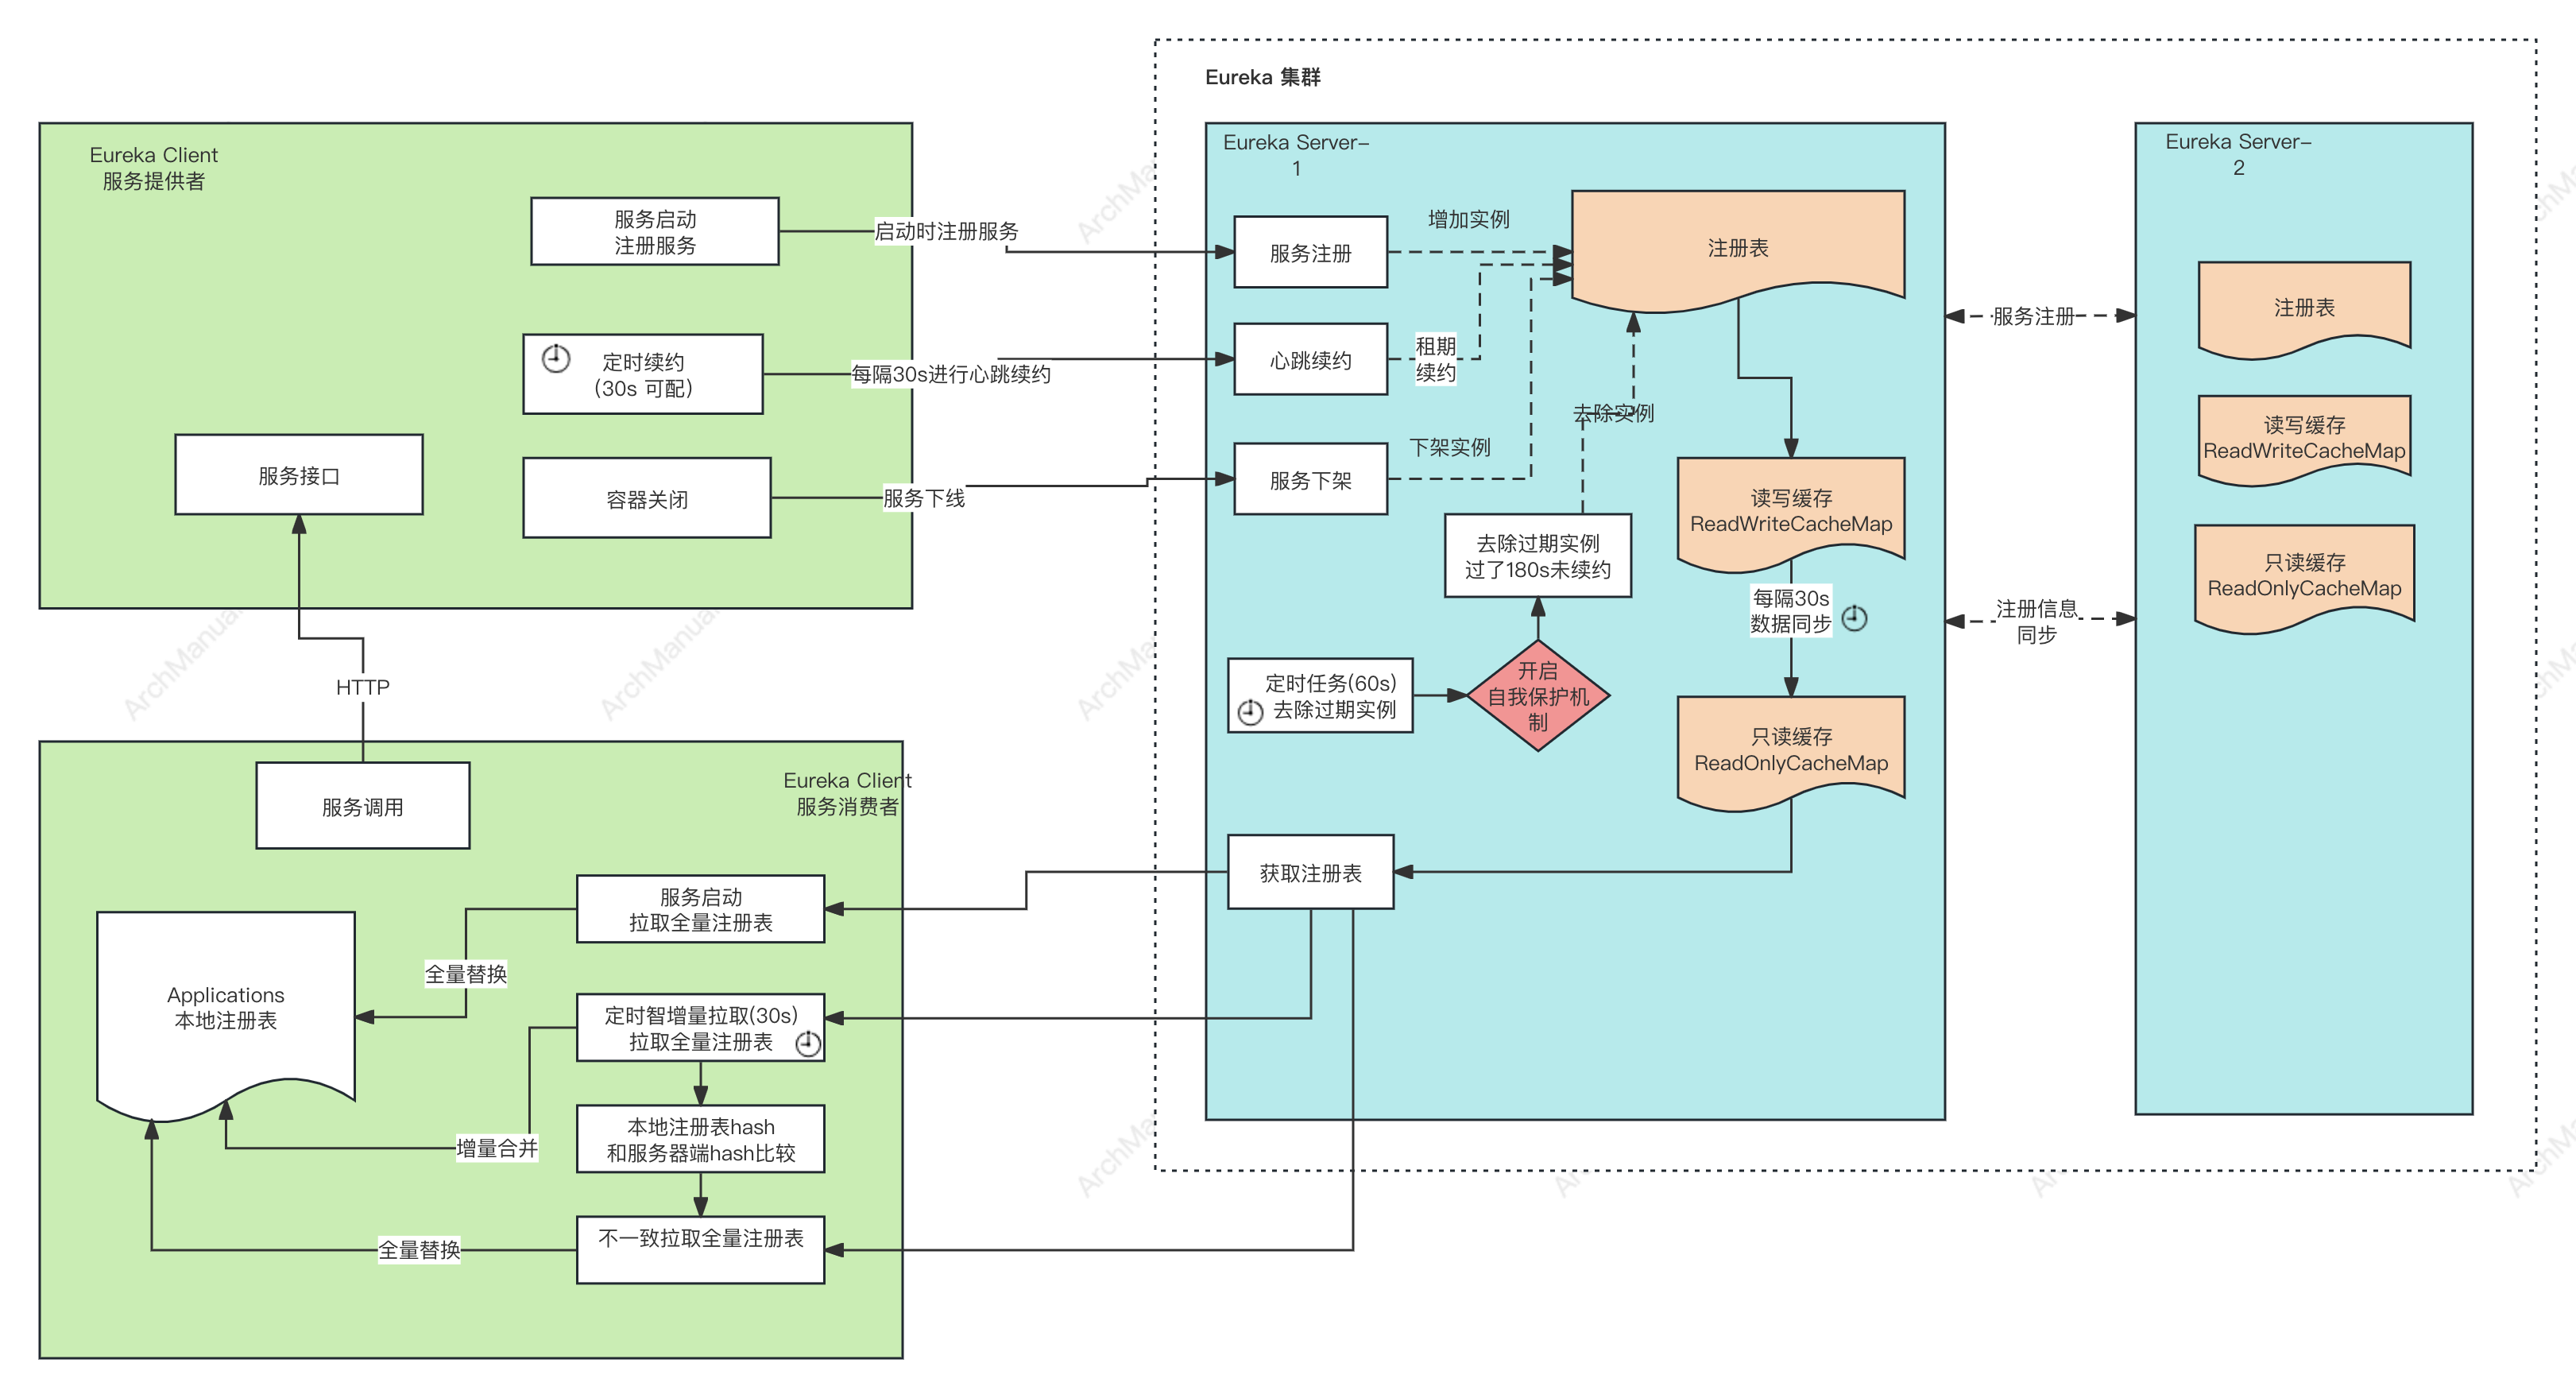 Eureka 集群
Eureka Client
服务提供者
服务启动
注册服务
启动时注册服务
定时续约
(30s 可配)
每隔30s进行心跳续约
服务接口
容器关闭
服务下线
HTTP
Eureka Server-
1
服务注册
增加实例
注册表
心跳续约
租期
续约
去除实例
服务下架
下架实例
读写缓存
ReadWriteCacheMap
去除过期实例
过了180s未续约
每隔30s
数据同步
定时任务(60s)
去除过期实例
开启
自我保护机
制
只读缓存
ReadOnlyCacheMap
获取注册表
服务注册
注册信息
同步
Eureka Server-
2
注册表
读写缓存
ReadWriteCacheMap
只读缓存
ReadOnlyCacheMap
Eureka Client
服务消费者
服务调用
服务启动
拉取全量注册表
全量替换
Applications
本地注册表
定时智增量拉取(30s)
拉取全量注册表
增量合并
本地注册表hash
和服务器端hash比较
不一致拉取全量注册表
全量替换
ArchManual
ArchManual